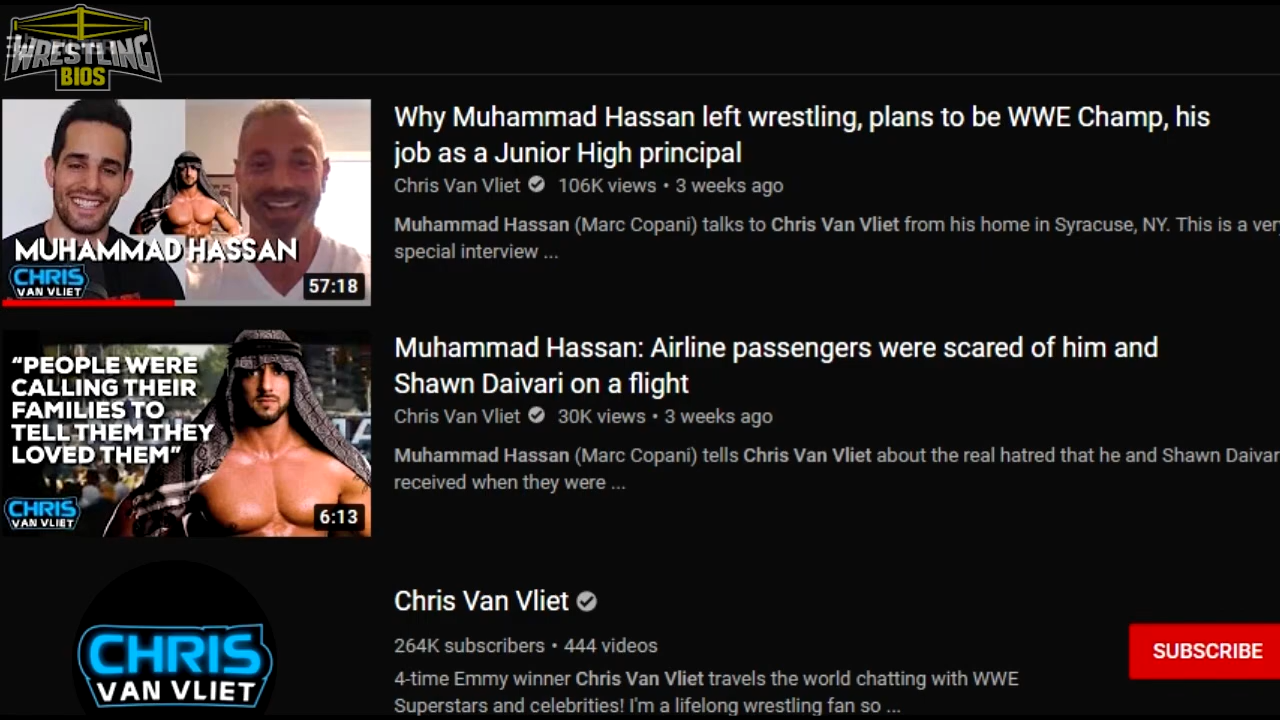 WRESTLING
BIOS
Why Muhammad Hassan left wrestling, plans to be WWE Champ, his
job as a Junior High principal
Chris Van Vliet 106K views • 3 weeks ago
Muhammad Hassan (Marc Copani) talks to Chris Van Vliet from his home in Syracuse, NY. This is a very
special interview ...
MUHAMMAD HASSAN
CHRIS
VAN VLIET
57:18
Muhammad Hassan: Airline passengers were scared of him and
Shawn Daivari on a flight
Chris Van Vliet 30K views • 3 weeks ago
Muhammad Hassan (Marc Copani) tells Chris Van Vliet about the real hatred that he and Shawn Daivar
received when they were ...
“PEOPLE WERE
CALLING THEIR
FAMILIES TO
TELL THEM THEY
LOVED THEM”
CHRIS
VAN VLIET
6:13
Chris Van Vliet
264K subscribers • 444 videos
4-time Emmy winner Chris Van Vliet travels the world chatting with WWE
Superstars and celebrities! I'm a lifelong wrestling fan so ...
CHRIS
VAN VLIET
SUBSCRIBE